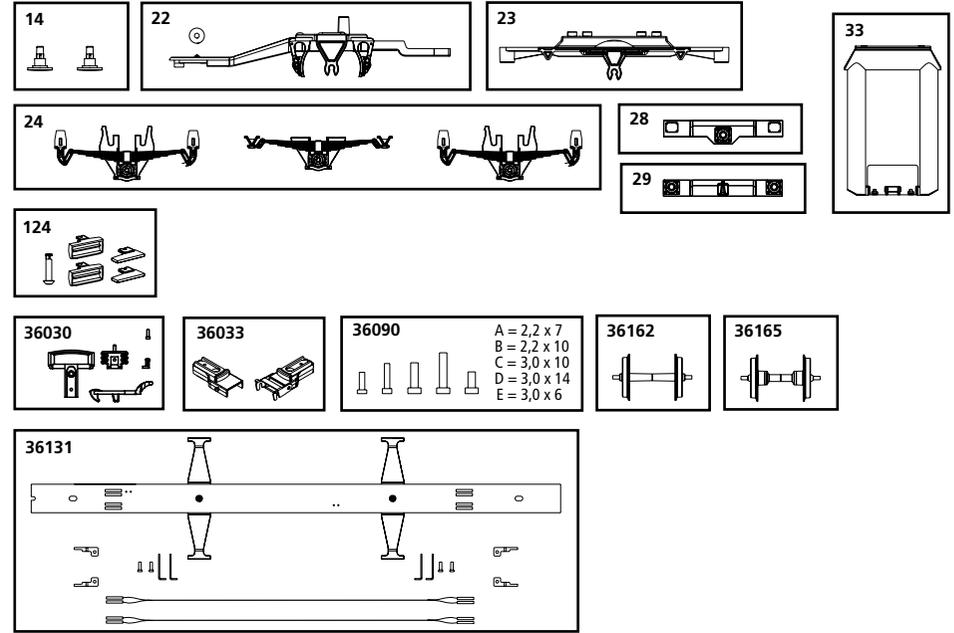 14
22
23
33
24
28
29
124
36030
36033
36090
A = 2,2 x 7
B = 2,2 x 10
C = 3,0 x 10
D = 3,0 x 14
E = 3,0 x 6
36162
36165
36131